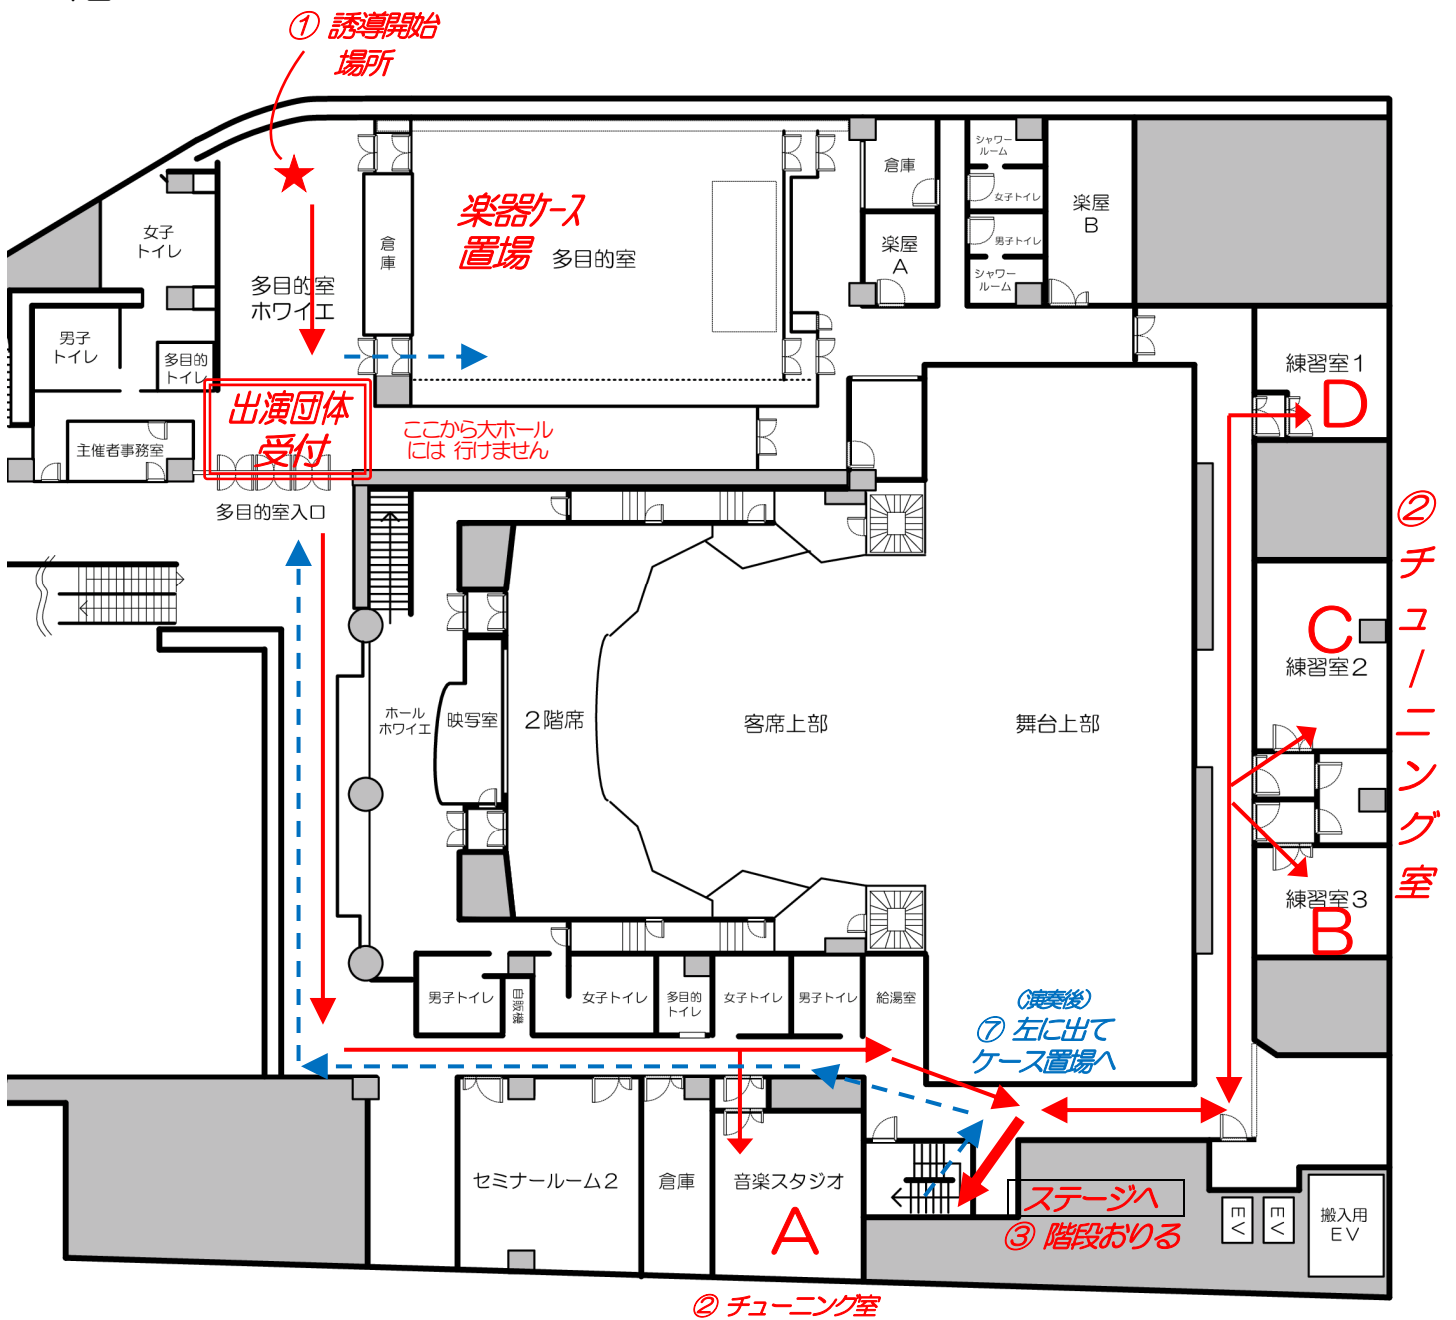 ① 誘導開始
場所
楽器ケース
置場
多目的室
倉庫
倉庫
楽屋
A
シャワー
ルーム
女子トイレ
男子トイレ
シャワー
ルーム
楽屋
B
女子
トイレ
多目的室
ホワイエ
男子
トイレ
多目的
トイレ
練習室1
D
出演団体
受付
ここから大ホール
には 行けません
主催者事務室
多目的室入口
② チューニング室
C
練習室2
ホール
ホワイエ
映写室
2階席
客席上部
舞台上部
練習室3
B
男子トイレ
自販機
女子トイレ
多目的
トイレ
女子トイレ
男子トイレ
給湯室
(演奏後)
⑦ 左に出て
ケース置場へ
セミナールーム2
倉庫
音楽スタジオ
A
ステージへ
③ 階段おりる
EV
EV
搬入用
EV
② チューニング室